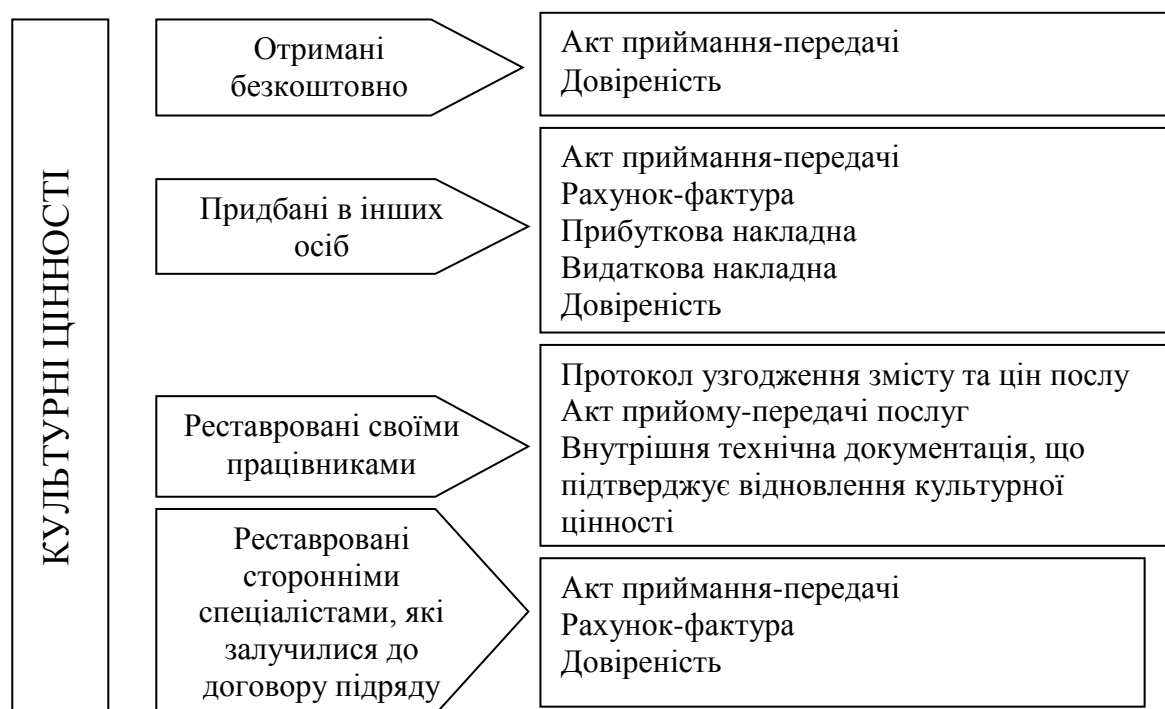 КУЛЬТУРНІ ЦІННОСТІ
Отримані
безкоштовно
Акт приймання-передачі
Довіреність
Придбані в інших
осіб
Акт приймання-передачі
Рахунок-фактура
Прибуткова накладна
Видаткова накладна
Довіреність
Реставровані своїми
працівниками
Протокол узгодження змісту та цін послу
Акт прийому-передачі послуг
Внутрішня технічна документація, що
підтверджує відновлення культурної
цінності
Реставровані
сторонніми
спеціалістами, які
залучилися до
договору підряду
Акт приймання-передачі
Рахунок-фактура
Довіреність